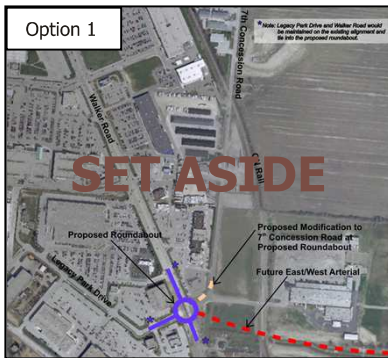 Option 1
7th Concession Road
* Note: Legacy Park Drive and Walker Road would
be maintained on the existing alignment and
tie into the proposed roundabout.
Walker Road
SET ASIDE
Proposed Roundabout
Proposed Modification to
7th Concession Road at
Proposed Roundabout
Future East/West Arterial
Legacy Park Drive
*
*
*